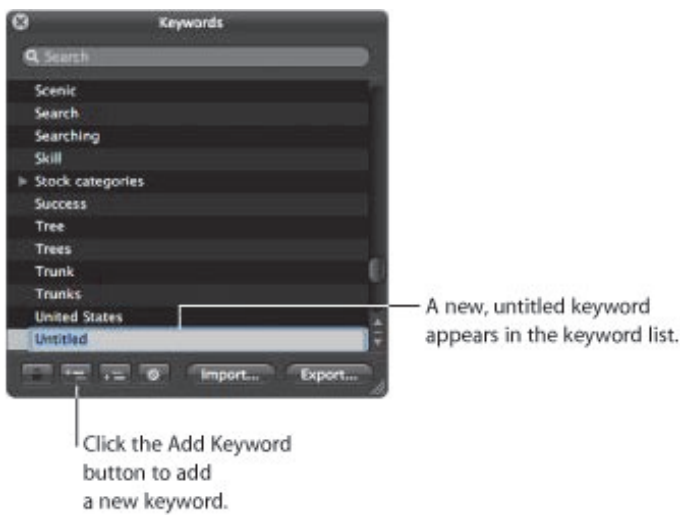 Keywords
Search
Scenic
Search
Searching
Skill
Stock categories
Success
Tree
Trees
Trunk
Trunks
United States
Untitled
Import...
Export...
A new, untitled keyword
appears in the keyword list.
Click the Add Keyword
button to add
a new keyword.